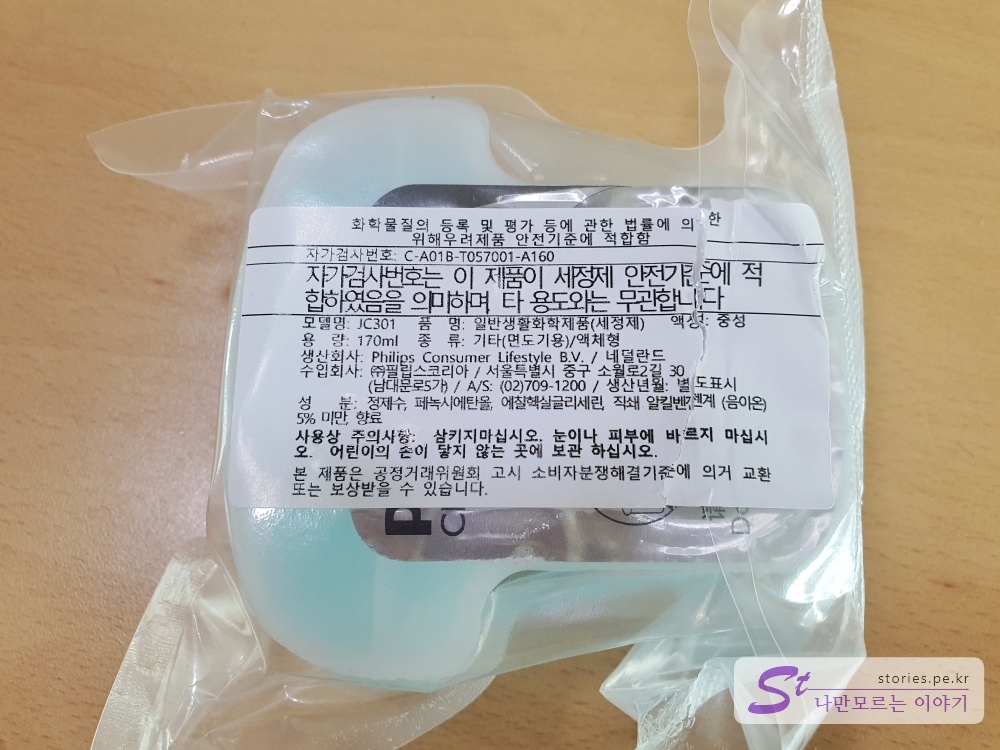 화학물질의 등록 및 평가 등에 관한 법률에 의 한
위해우려제품 안전기준에 적합함
자가검사번호: C-A01B-T057001-A160
자가검사번호는 이 제품이 세정제 안전기준에 적
합하였음을 의미하며 타 용도와는 무관합니다
모델명: JC301 품 명: 일반생활화학제품(세정제) 액성: 중성
용 량: 170ml 종 류: 기타(면도기용)/액체형
생산회사: Philips Consumer Lifestyle B.V. / 네덜란드
수입회사: ㈜필립스코리아 / 서울특별시 중구 소월로2길 30
(남대문로5가) / A/S: (02)709-1200 / 생산년월: 별도표시
성 분: 정제수, 페녹시에탄올, 에칠헥실글리세린, 직쇄 알킬벤젠계 (음이온)
5% 미만, 향료
사용상 주의사항: 삼키지마십시오. 눈이나 피부에 바르지 마십시
오. 어린이의 손이 닿지 않는 곳에 보관 하십시오.
본 제품은 공정거래위원회 고시 소비자분쟁해결기준에 의거 교환
또는 보상받을 수 있습니다.
St
stories.pe.kr
나만모르는 이야기